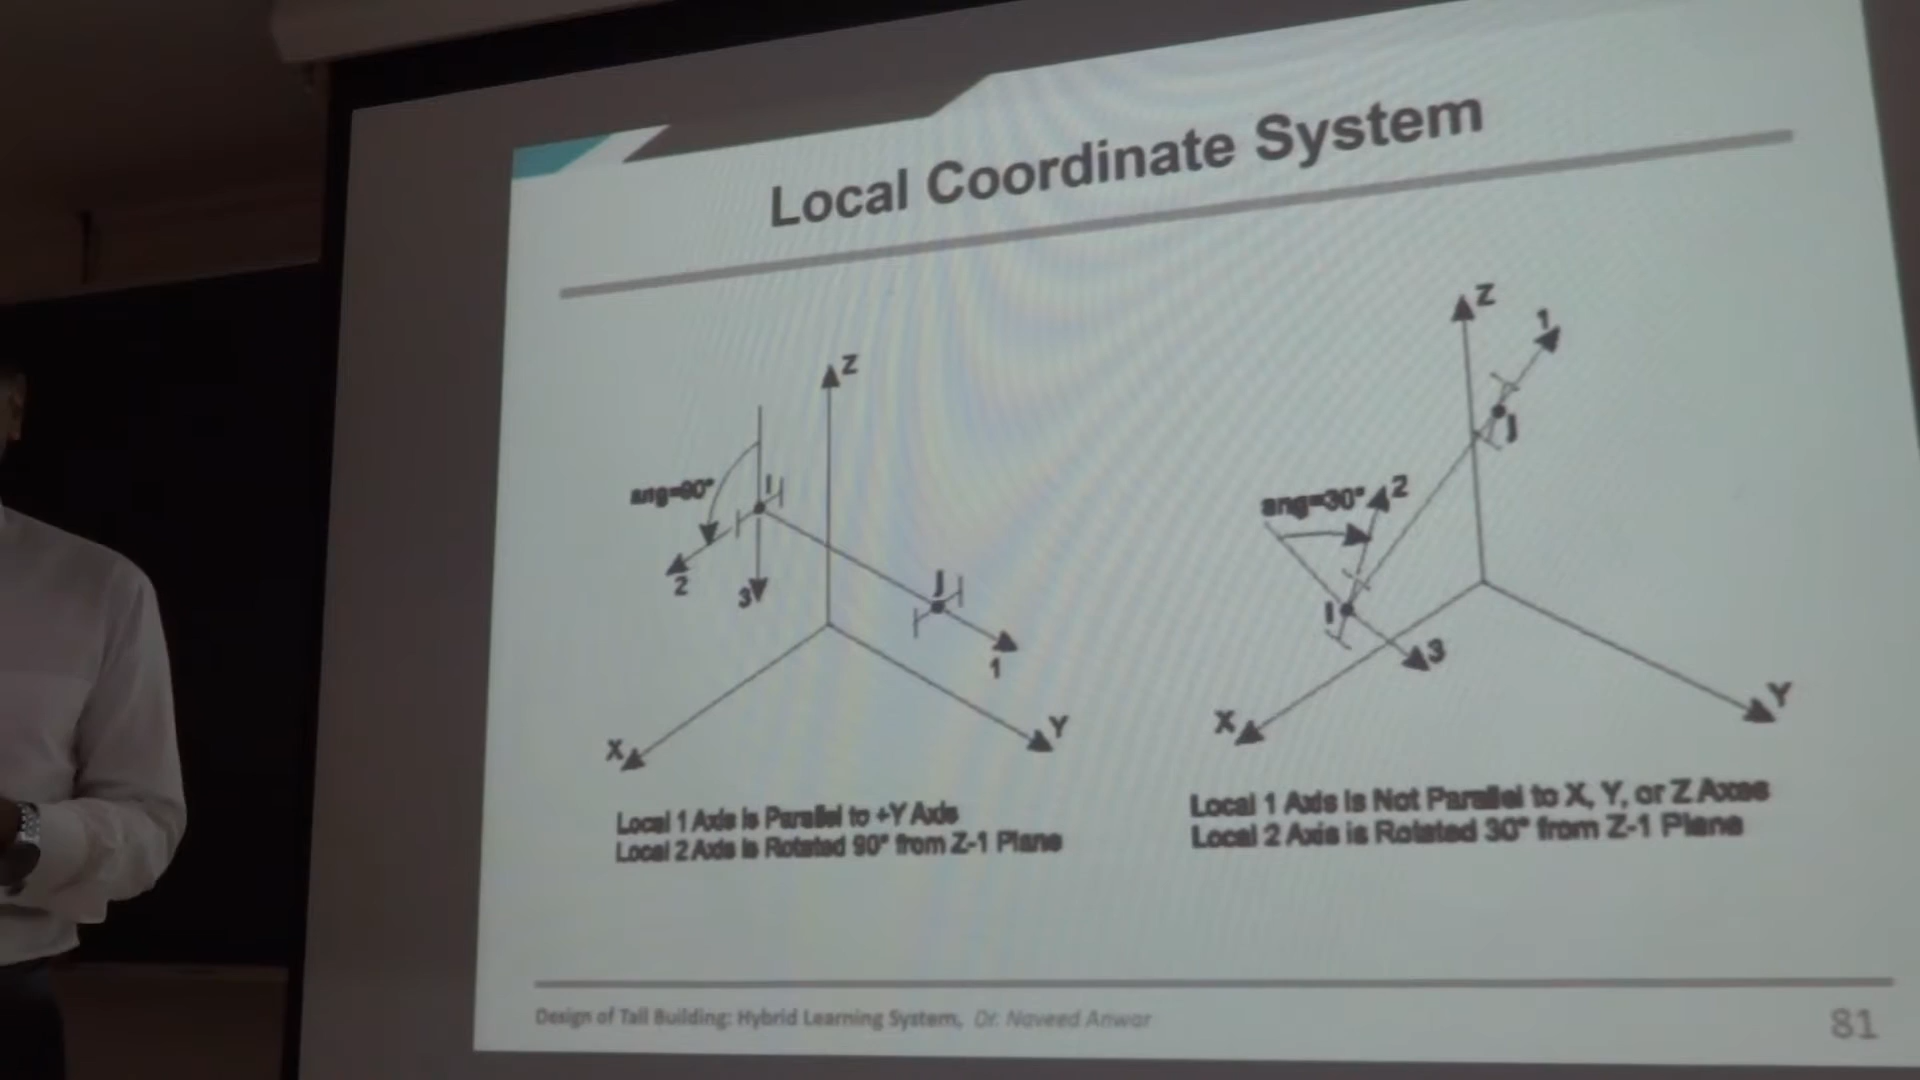 Local Coordinate System
Z
ang=90°
I
2
3
J
1
X
Y
Local 1 Axis is Parallel to +Y Axis
Local 2 Axis is Rotated 90° from Z-1 Plane
Z
1
J
ang=30°
2
I
3
X
Y
Local 1 Axis is Not Parallel to X, Y, or Z Axes
Local 2 Axis is Rotated 30° from Z-1 Plane
Design of Tall Building: Hybrid Learning System, Dr. Naveed Anwar
81